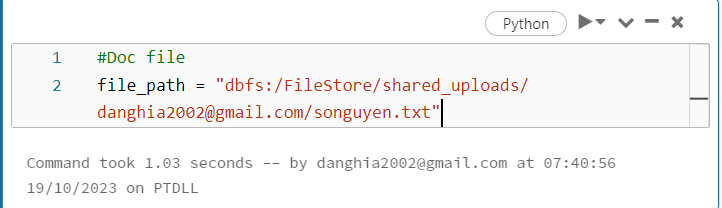 Python
1 #Doc file
2 file_path = "dbfs:/FileStore/shared_uploads/
danghia2002@gmail.com/songuyen.txt"
Command took 1.03 seconds -- by danghia2002@gmail.com at 07:40:56
19/10/2023 on PTDLL